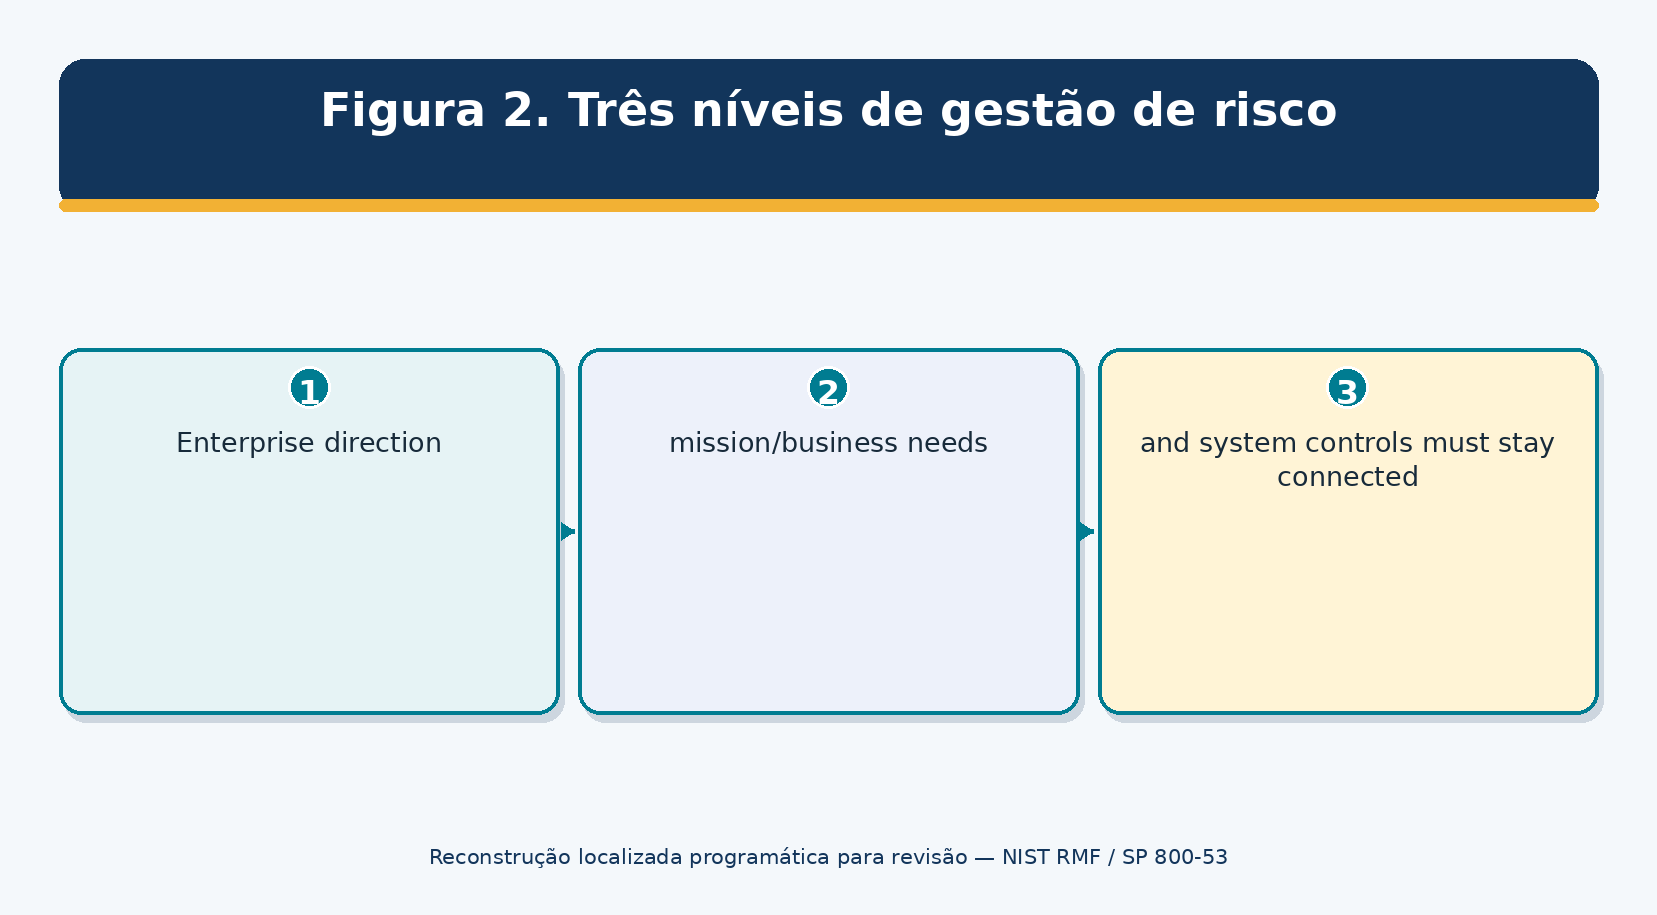 Figura 2. Três níveis de gestão de risco
1
Enterprise direction
2
mission/business needs
3
and system controls must stay
connected
Reconstrução localizada programática para revisão — NIST RMF / SP 800-53